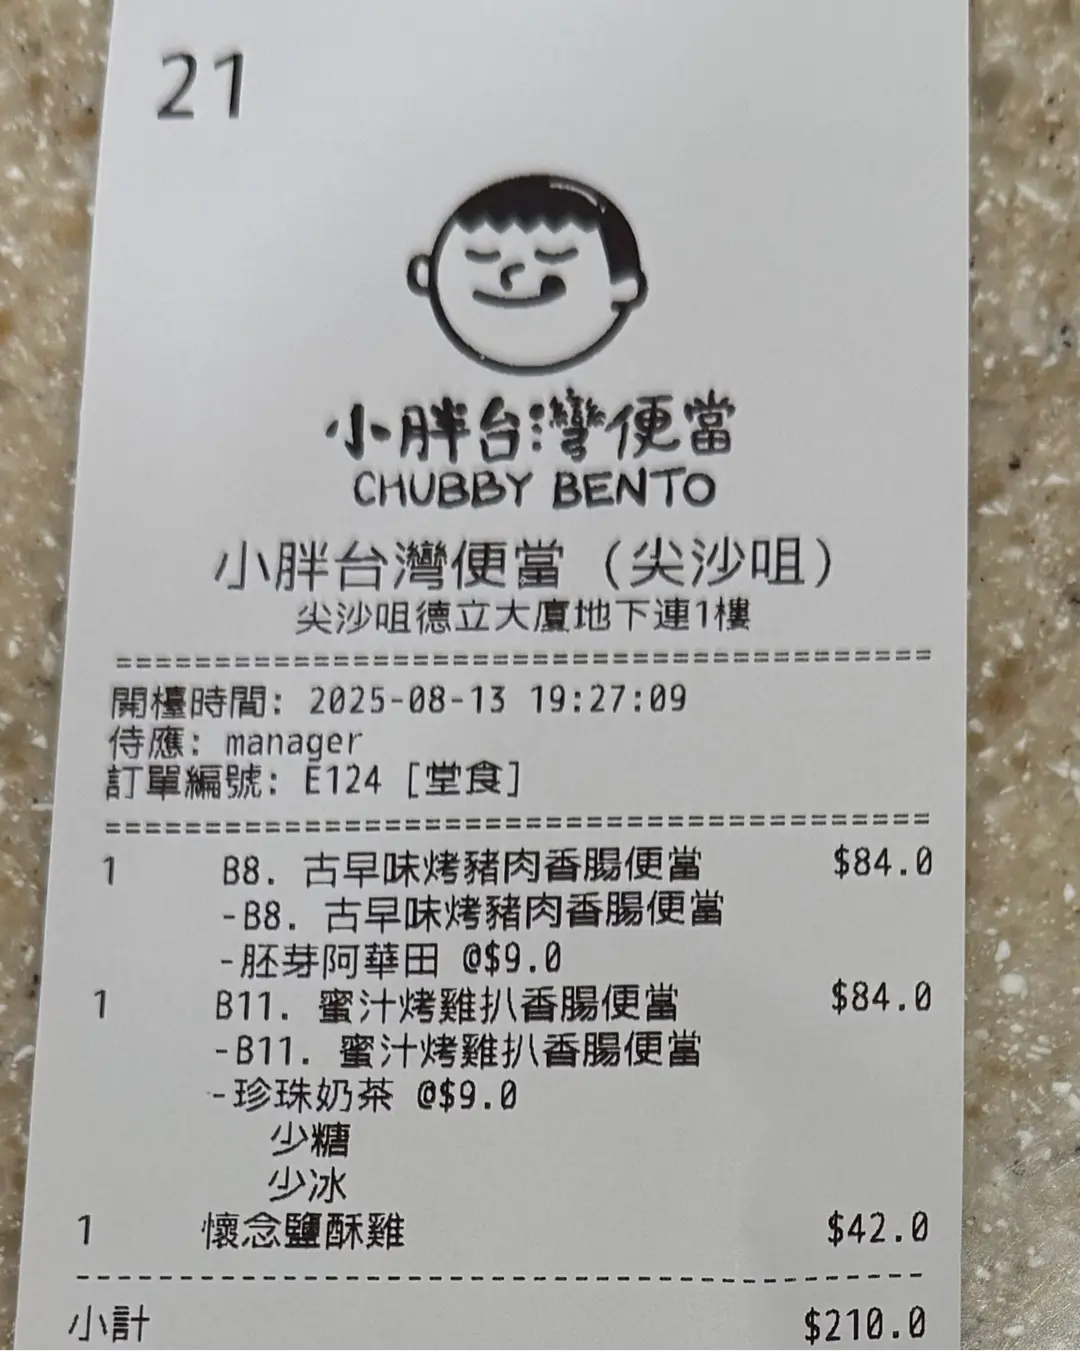 21
小胖台灣便當
CHUBBY BENTO
小胖台灣便當（尖沙咀）
尖沙咀德立大廈地下連1樓
========================================
開檯時間: 2025-08-13 19:27:09
侍應: manager
訂單編號: E124 [堂食]
========================================
1 B8. 古早味烤豬肉香腸便當 $84.0
-B8. 古早味烤豬肉香腸便當
-胚芽阿華田 @$9.0
1 B11. 蜜汁烤雞扒香腸便當 $84.0
-B11. 蜜汁烤雞扒香腸便當
-珍珠奶茶 @$9.0
少糖
少冰
1 懷念鹽酥雞 $42.0
----------------------------------------
小計 $210.0